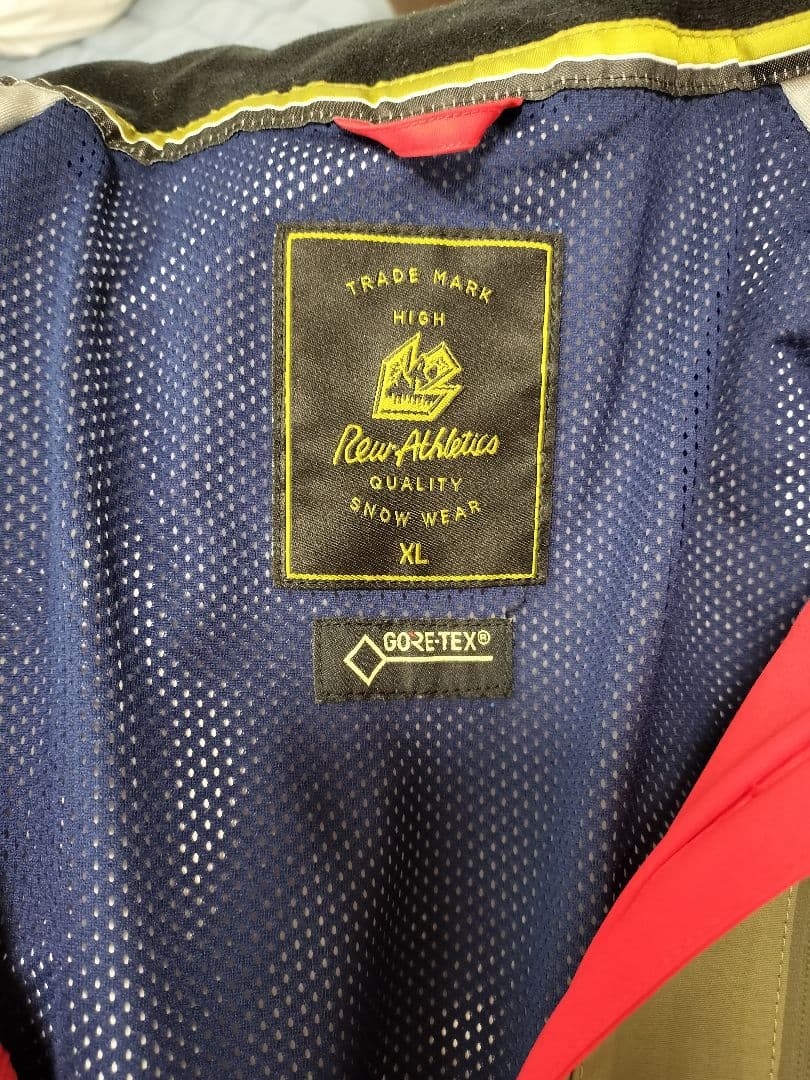 TRADE MARK
HIGH
Rew-Athletics
QUALITY
SNOW WEAR
XL
GORE-TEX®